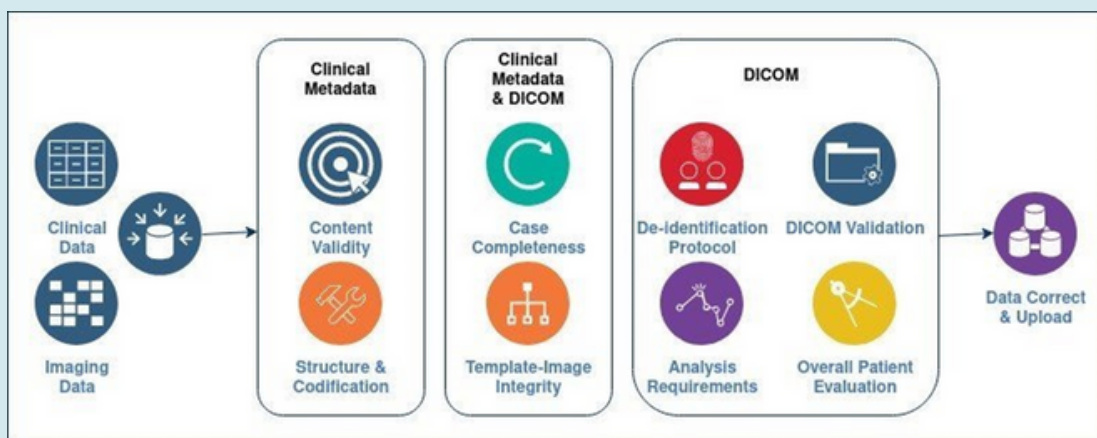 Clinical
Metadata
Clinical
Metadata
& DICOM
DICOM
Clinical
Data
Imaging
Data
Content
Validity
Structure &
Codification
Case
Completeness
Template-Image
Integrity
De-identification
Protocol
DICOM Validation
Analysis
Requirements
Overall Patient
Evaluation
Data Correct
& Upload